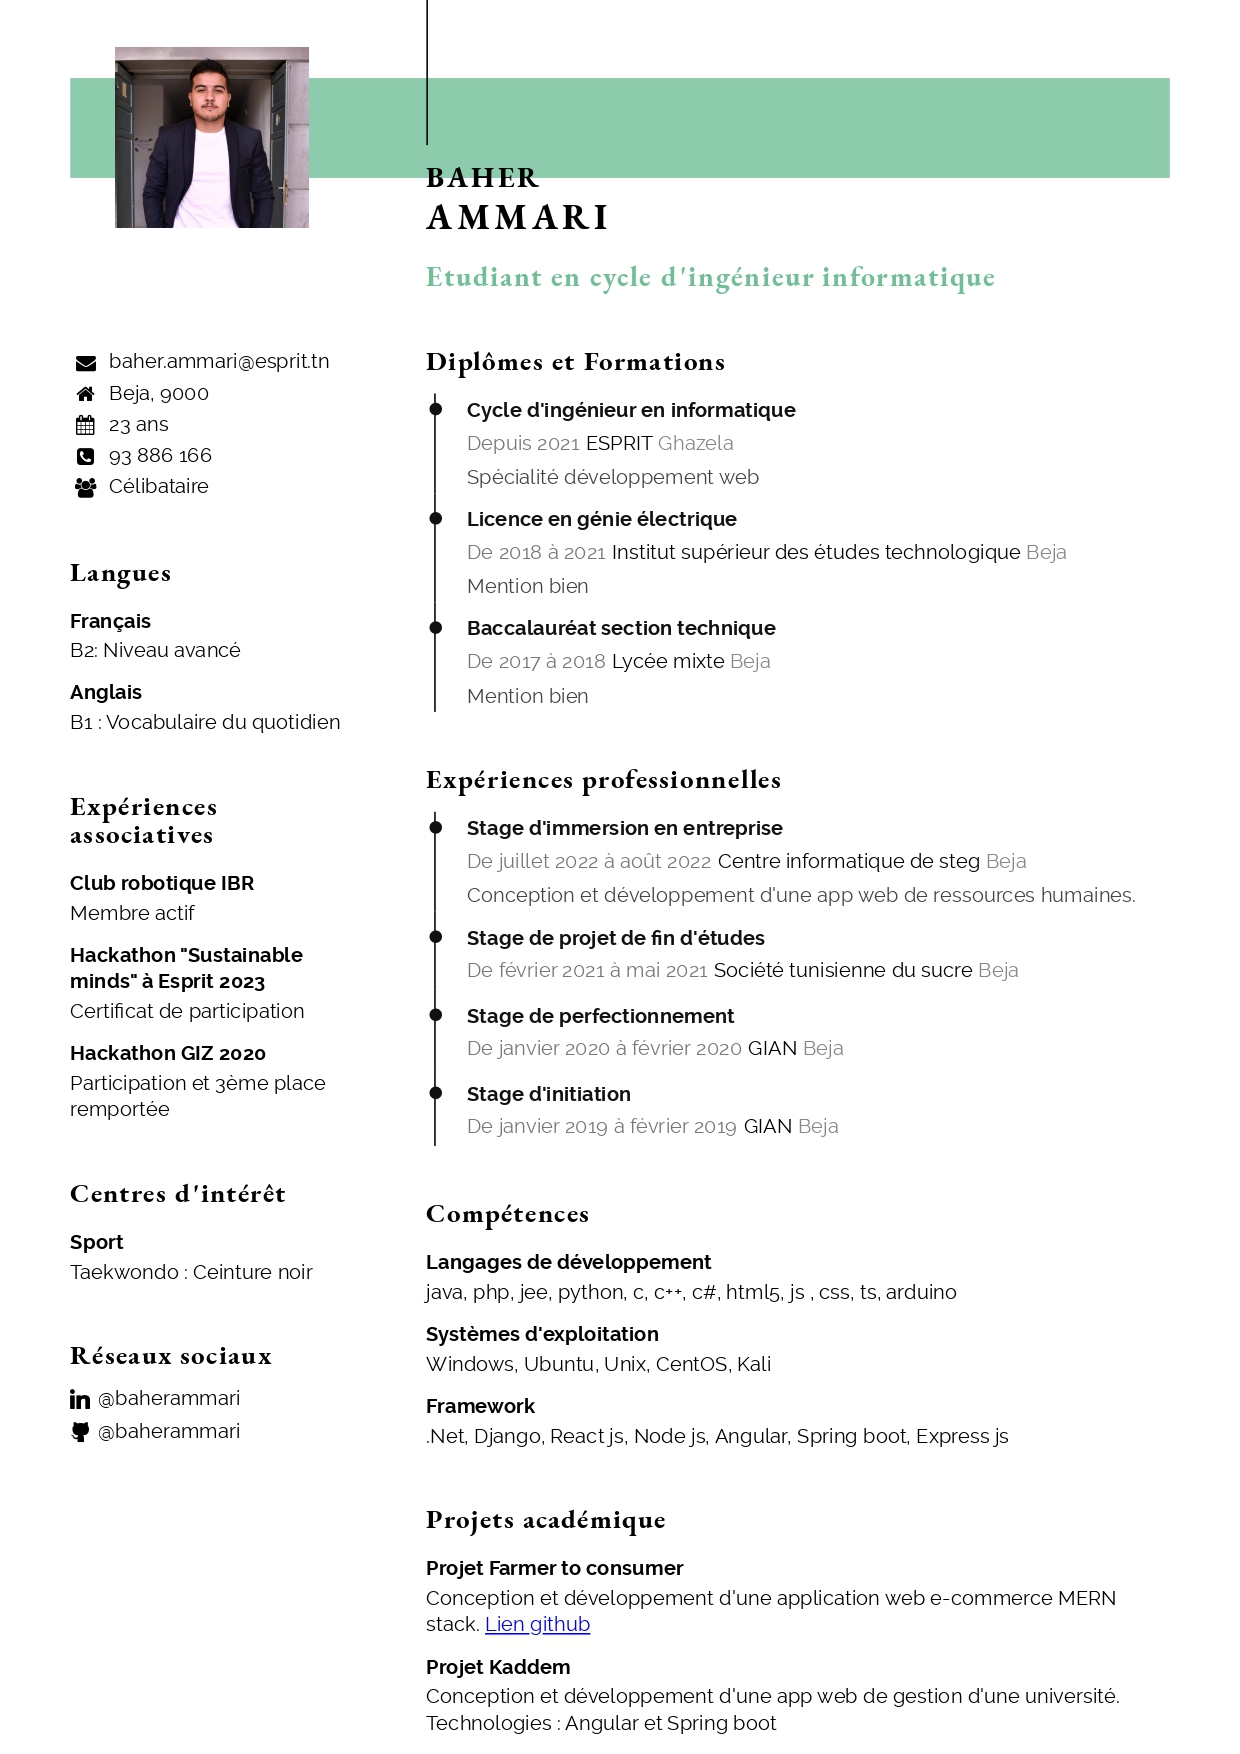 BAHER
AMMARI
Etudiant en cycle d'ingénieur informatique
baher.ammari@esprit.tn
Beja, 9000
23 ans
93 886 166
Célibataire
Langues
Français
B2: Niveau avancé
Anglais
B1 : Vocabulaire du quotidien
Expériences
associatives
Club robotique IBR
Membre actif
Hackathon "Sustainable
minds" à Esprit 2023
Certificat de participation
Hackathon GIZ 2020
Participation et 3ème place
remportée
Centres d'intérêt
Sport
Taekwondo : Ceinture noir
Réseaux sociaux
@baherammari
@baherammari
Diplômes et Formations
Cycle d'ingénieur en informatique
Depuis 2021 ESPRIT Ghazela
Spécialité développement web
Licence en génie électrique
De 2018 à 2021 Institut supérieur des études technologique Beja
Mention bien
Baccalauréat section technique
De 2017 à 2018 Lycée mixte Beja
Mention bien
Expériences professionnelles
Stage d'immersion en entreprise
De juillet 2022 à août 2022 Centre informatique de steg Beja
Conception et développement d'une app web de ressources humaines.
Stage de projet de fin d'études
De février 2021 à mai 2021 Société tunisienne du sucre Beja
Stage de perfectionnement
De janvier 2020 à février 2020 GIAN Beja
Stage d'initiation
De janvier 2019 à février 2019 GIAN Beja
Compétences
Langages de développement
java, php, jee, python, c, c++, c#, html5, js , css, ts, arduino
Systèmes d'exploitation
Windows, Ubuntu, Unix, CentOS, Kali
Framework
.Net, Django, React js, Node js, Angular, Spring boot, Express js
Projets académique
Projet Farmer to consumer
Conception et développement d'une application web e-commerce MERN
stack. Lien github
Projet Kaddem
Conception et développement d'une app web de gestion d'une université.
Technologies : Angular et Spring boot